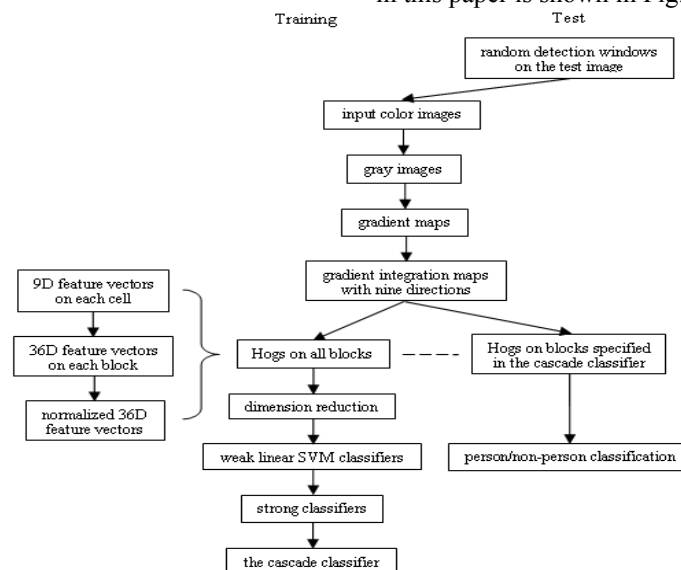 in this paper is shown in Fig
Training
Test
random detection windows
on the test image
input color images
gray images
gradient maps
gradient integration maps
with nine directions
9D feature vectors
on each cell
36D feature vectors
on each block
normalized 36D
feature vectors
Hogs on all blocks
Hogs on blocks specified
in the cascade classifier
dimension reduction
weak linear SVM classifiers
person/non-person classification
strong classifiers
the cascade classifier